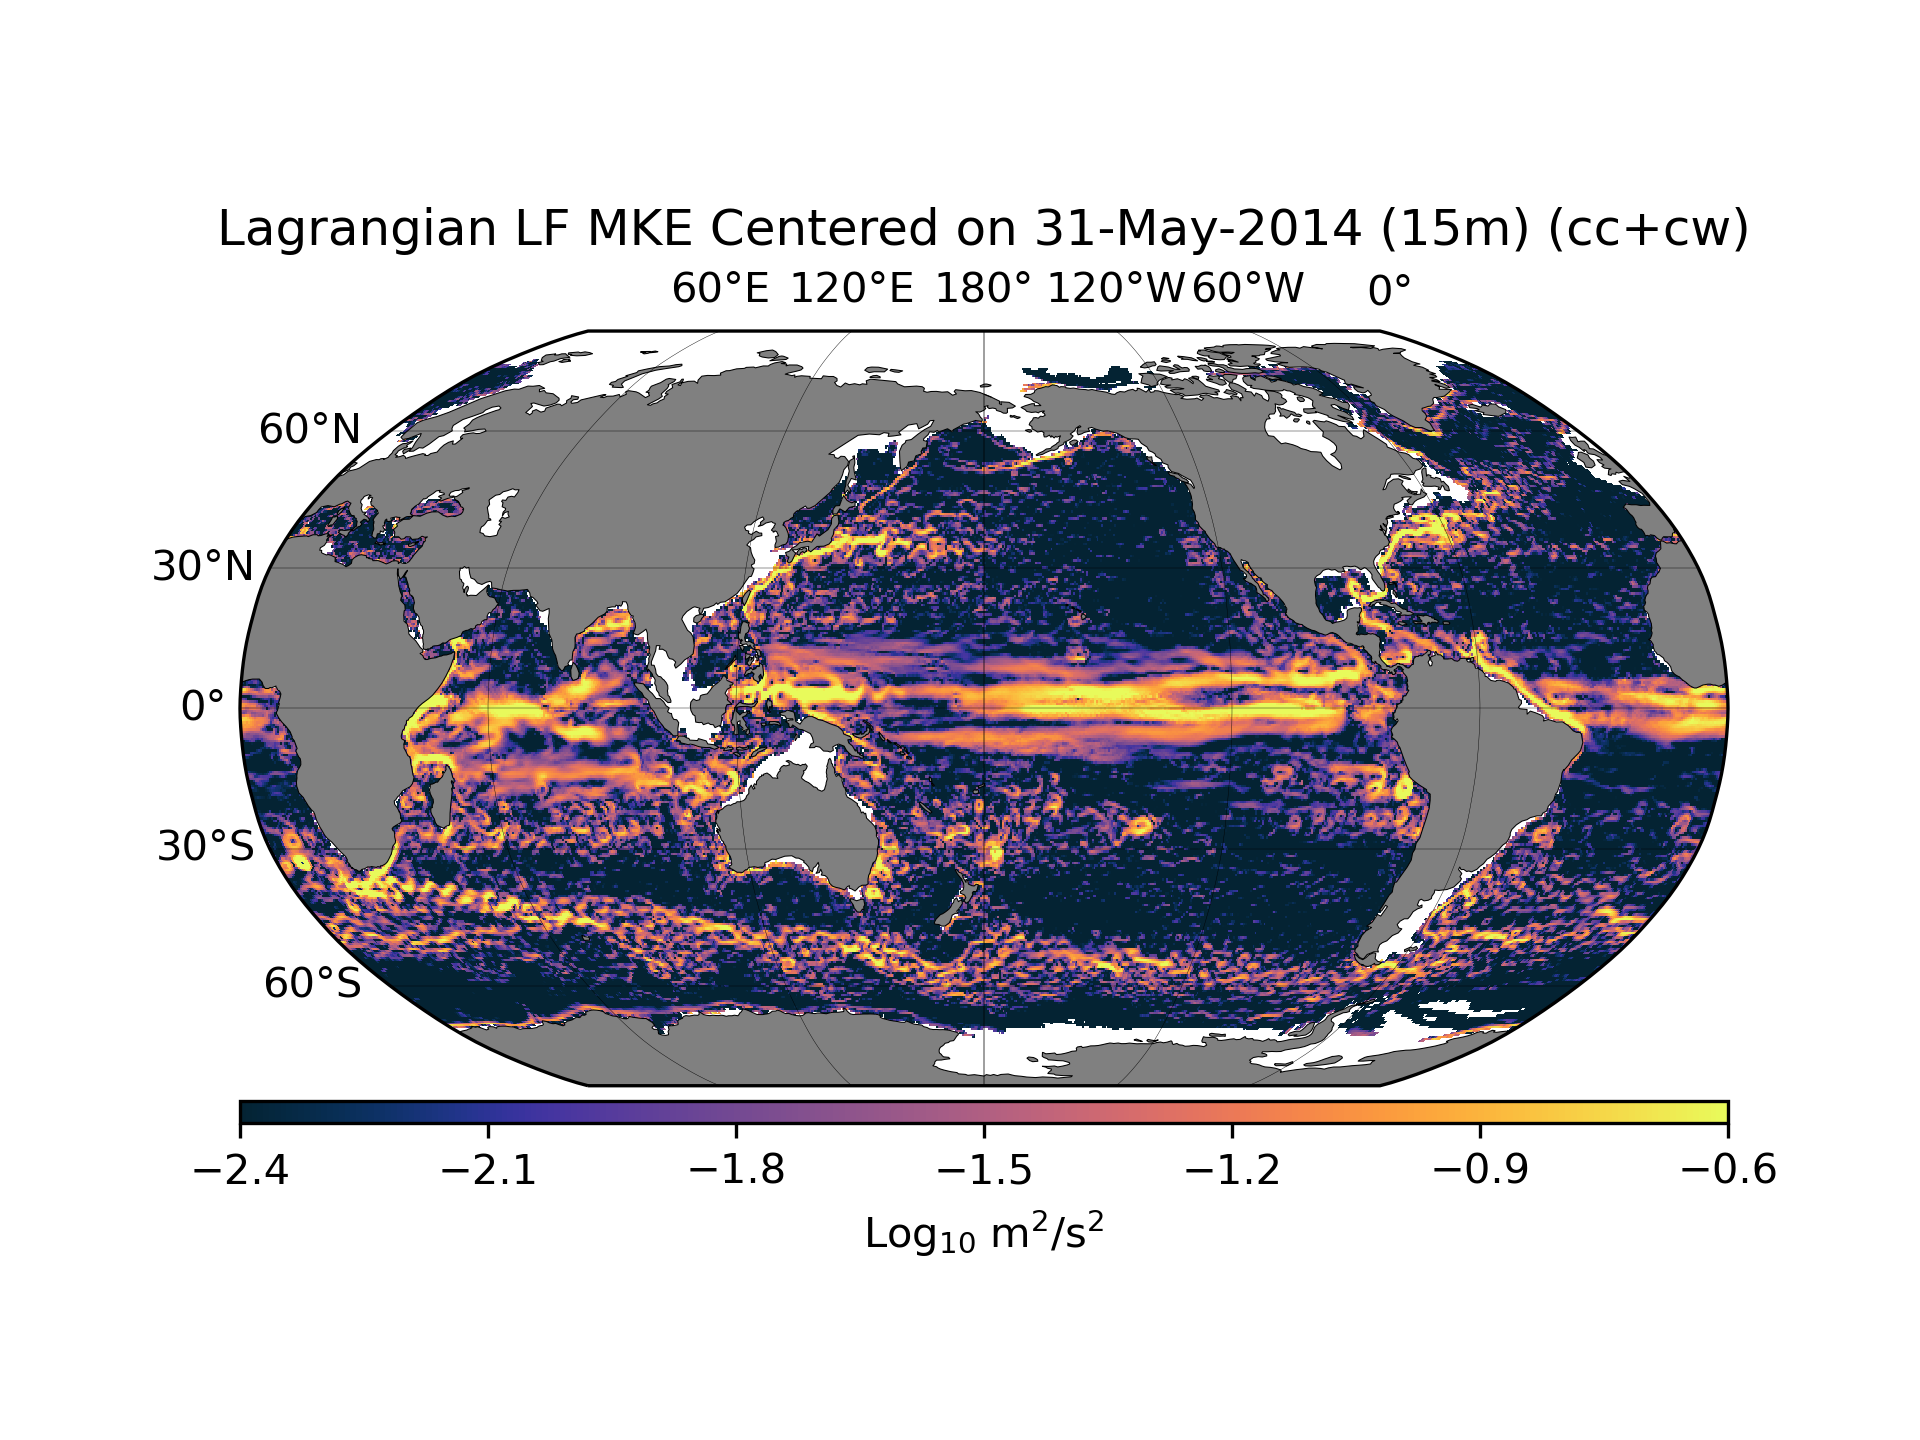 Lagrangian LF MKE Centered on 31-May-2014 (15m) (cc+cw)
60°E 120°E 180° 120°W 60°W 0°
60°N
30°N
0°
30°S
60°S
−2.4 −2.1 −1.8 −1.5 −1.2 −0.9 −0.6
Log₁₀ m²/s²